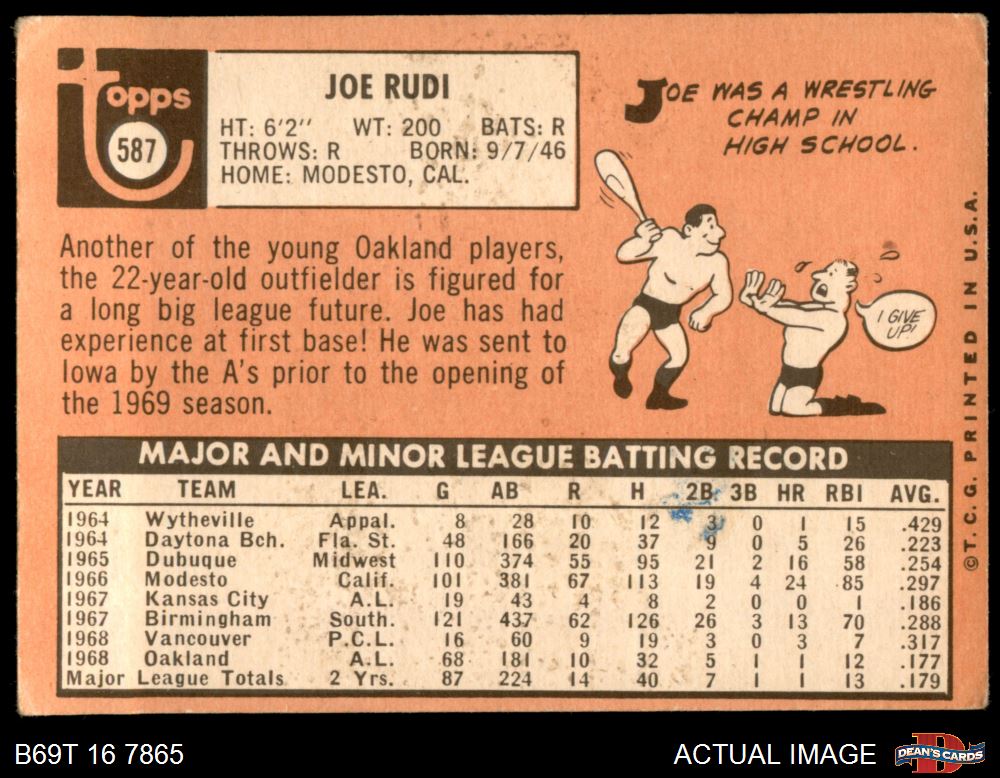 topps
587
JOE RUDI
HT: 6'2" WT: 200 BATS: R
THROWS: R BORN: 9/7/46
HOME: MODESTO, CAL.
JOE WAS A WRESTLING
CHAMP IN
HIGH SCHOOL.
I GIVE
UP!
Another of the young Oakland players,
the 22-year-old outfielder is figured for
a long big league future. Joe has had
experience at first base! He was sent to
Iowa by the A's prior to the opening of
the 1969 season.
MAJOR AND MINOR LEAGUE BATTING RECORD
YEAR TEAM LEA. G AB R H 2B 3B HR RBI AVG.
1964 Wytheville Appal. 8 28 10 12 3 0 1 15 .429
1964 Daytona Bch. Fla. St. 48 166 20 37 9 0 5 26 .223
1965 Dubuque Midwest 110 374 55 95 21 2 16 58 .254
1966 Modesto Calif. 101 381 67 113 19 4 24 85 .297
1967 Kansas City A.L. 19 43 4 8 2 0 0 1 .186
1967 Birmingham South. 121 437 62 126 26 3 13 70 .288
1968 Vancouver P.C.L. 16 60 9 19 3 0 3 7 .317
1968 Oakland A.L. 68 181 10 32 5 1 1 12 .177
Major League Totals 2 Yrs. 87 224 14 40 7 1 1 13 .179
©T.C.G. PRINTED IN U.S.A.
B69T 16 7865
ACTUAL IMAGE
DEAN'S CARDS